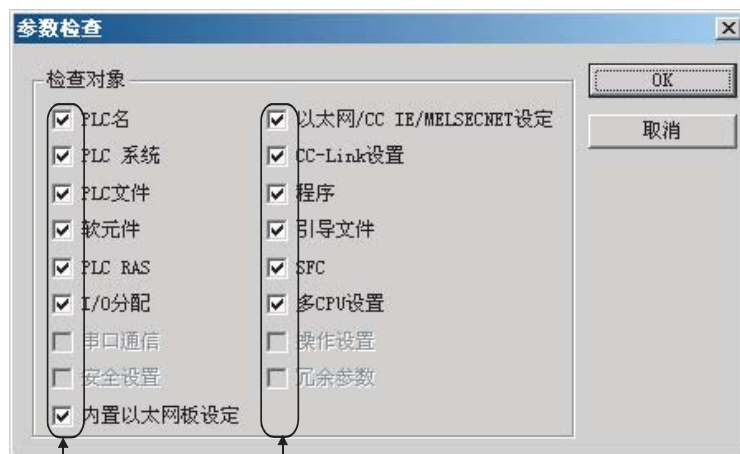 参数检查
检查对象
OK
取消
PLC名
以太网/CC IE/MELSECNET设定
PLC 系统
CC-Link设置
PLC文件
程序
软元件
引导文件
PLC RAS
SFC
I/O分配
多CPU设置
串口通信
操作设置
安全设置
冗余参数
内置以太网板设定